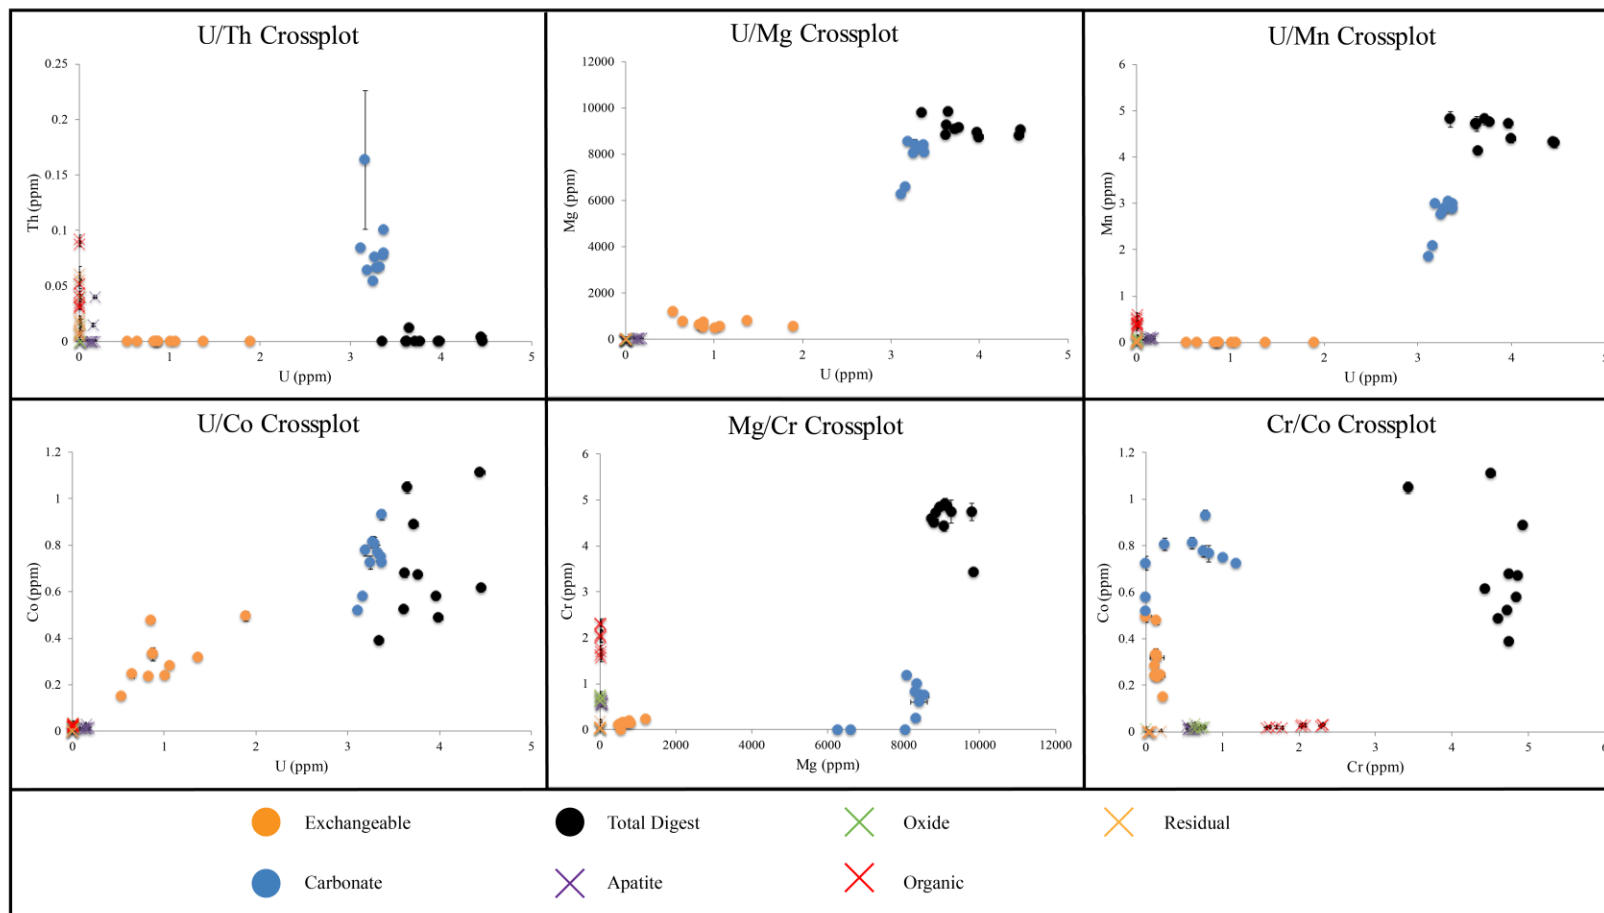 U/Th Crossplot
0.25
0.2
0.15
0.1
0.05
0
Th (ppm)
0 1 2 3 4 5
U (ppm)
U/Mg Crossplot
12000
10000
8000
6000
4000
2000
0
Mg (ppm)
0 1 2 3 4 5
U (ppm)
U/Mn Crossplot
6
5
4
3
2
1
0
Mn (ppm)
0 1 2 3 4 5
U (ppm)
U/Co Crossplot
1.2
1
0.8
0.6
0.4
0.2
0
Co (ppm)
0 1 2 3 4 5
U (ppm)
Mg/Cr Crossplot
6
5
4
3
2
1
0
Cr (ppm)
0 2000 4000 6000 8000 10000 12000
Mg (ppm)
Cr/Co Crossplot
1.2
1
0.8
0.6
0.4
0.2
0
Co (ppm)
0 1 2 3 4 5 6
Cr (ppm)
Exchangeable Total Digest Oxide Residual
Carbonate Apatite Organic